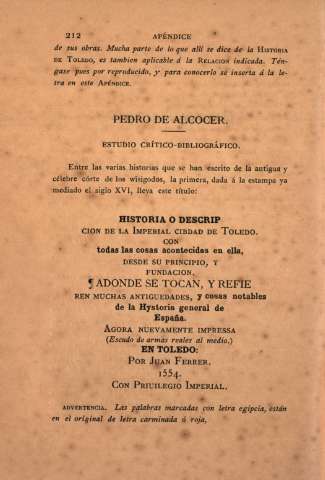 212 APÉNDICE
de sus obras. Mucha parte de lo que allí se dice de la HISTORIA
DE TOLEDO, es tambien aplicable á la RELACION indicada. Tén-
gase pues por reproducido, y para conocerlo se inserta á la le-
tra en este APÉNDICE.
PEDRO DE ALCOCER.
ESTUDIO CRÍTICO-BIBLIOGRÁFICO.
Entre las varias historias que se han escrito de la antigua y
célebre córte de los wisigodos, la primera, dada á la estampa ya
mediado el siglo XVI, lleva este título:
HISTORIA O DESCRIP
CION DE LA IMPERIAL CIBDAD DE TOLEDO.
CON
todas las cosas acontecidas en ella,
DESDE SU PRINCIPIO, Y
FUNDACION,
¶ ADONDE SE TOCAN, Y REFIE
REN MUCHAS ANTIGUEDADES, y cosas notables
de la Hystoria general de
España.
AGORA NUEVAMENTE IMPRESSA
(Escudo de armas reales al medio.)
EN TOLEDO:
POR JUAN FERRER.
1554.
CON PRIUILEGIO IMPERIAL.
ADVERTENCIA. Las palabras marcadas con letra egipcia, están
en el original de letra carminada ó roja.